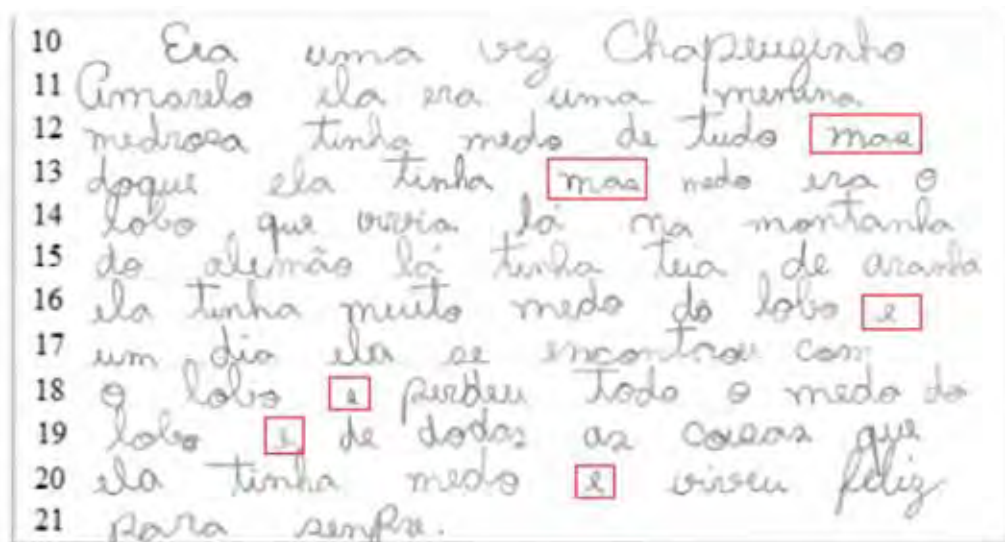 10 Era uma vez Chapeuzinho
11 Amarelo ela era uma menina
12 medrosa tinha medo de tudo mas
13 doque ela tinha mas medo era o
14 lobo que vivia lá na montanha
15 do alemão lá tinha teia de aranha
16 ela tinha muito medo do lobo e
17 um dia ela se encontrou com
18 o lobo e perdeu todo o medo do
19 lobo e de dodas as coisas que
20 ela tinha medo e viveu feliz
21 para senpre.